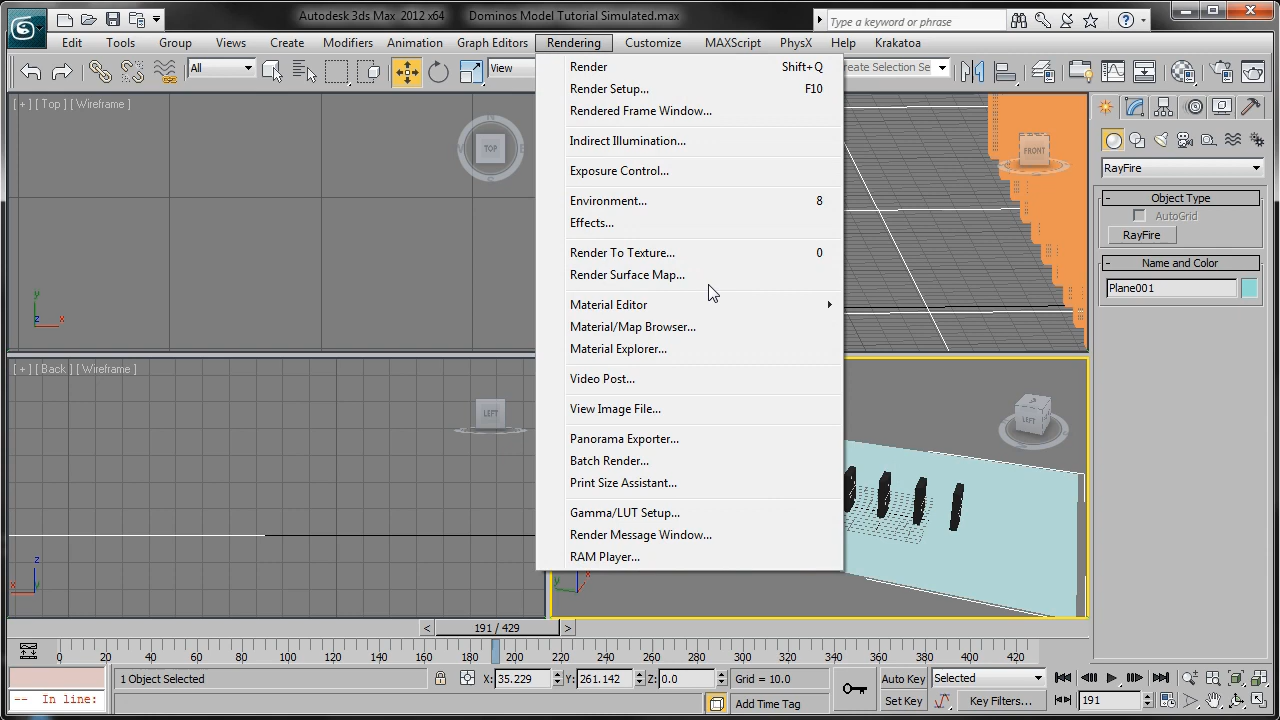 Autodesk 3ds Max 2012 x64 Dominos Model Tutorial Simulated.max
Type a keyword or phrase
Edit Tools Group Views Create Modifiers Animation Graph Editors Rendering Customize MAXScript PhysX Help Krakatoa
All
View
Create Selection Se
Render Shift+Q
Render Setup... F10
Rendered Frame Window...
Indirect Illumination...
Exposure Control...
Environment... 8
Effects...
Render To Texture... 0
Render Surface Map...
Material Editor
Material/Map Browser...
Material Explorer...
Video Post...
View Image File...
Panorama Exporter...
Batch Render...
Print Size Assistant...
Gamma/LUT Setup...
Render Message Window...
RAM Player...
[ + ] [ Top ] [ Wireframe ]
TOP
y
z x
FRONT
[ + ] [ Back ] [ Wireframe ]
LEFT
z
x y
LEFT
y x
RayFire
- Object Type
AutoGrid
RayFire
- Name and Color
Plane001
< 191 / 429 >
0 20 40 60 80 100 120 140 160 180 200 220 240 260 280 300 320 340 360 380 400 420
1 Object Selected
X: 35.229 Y: 261.142 Z: 0.0 Grid = 10.0
Auto Key Selected
-- In line:
Add Time Tag
Set Key Key Filters...
191